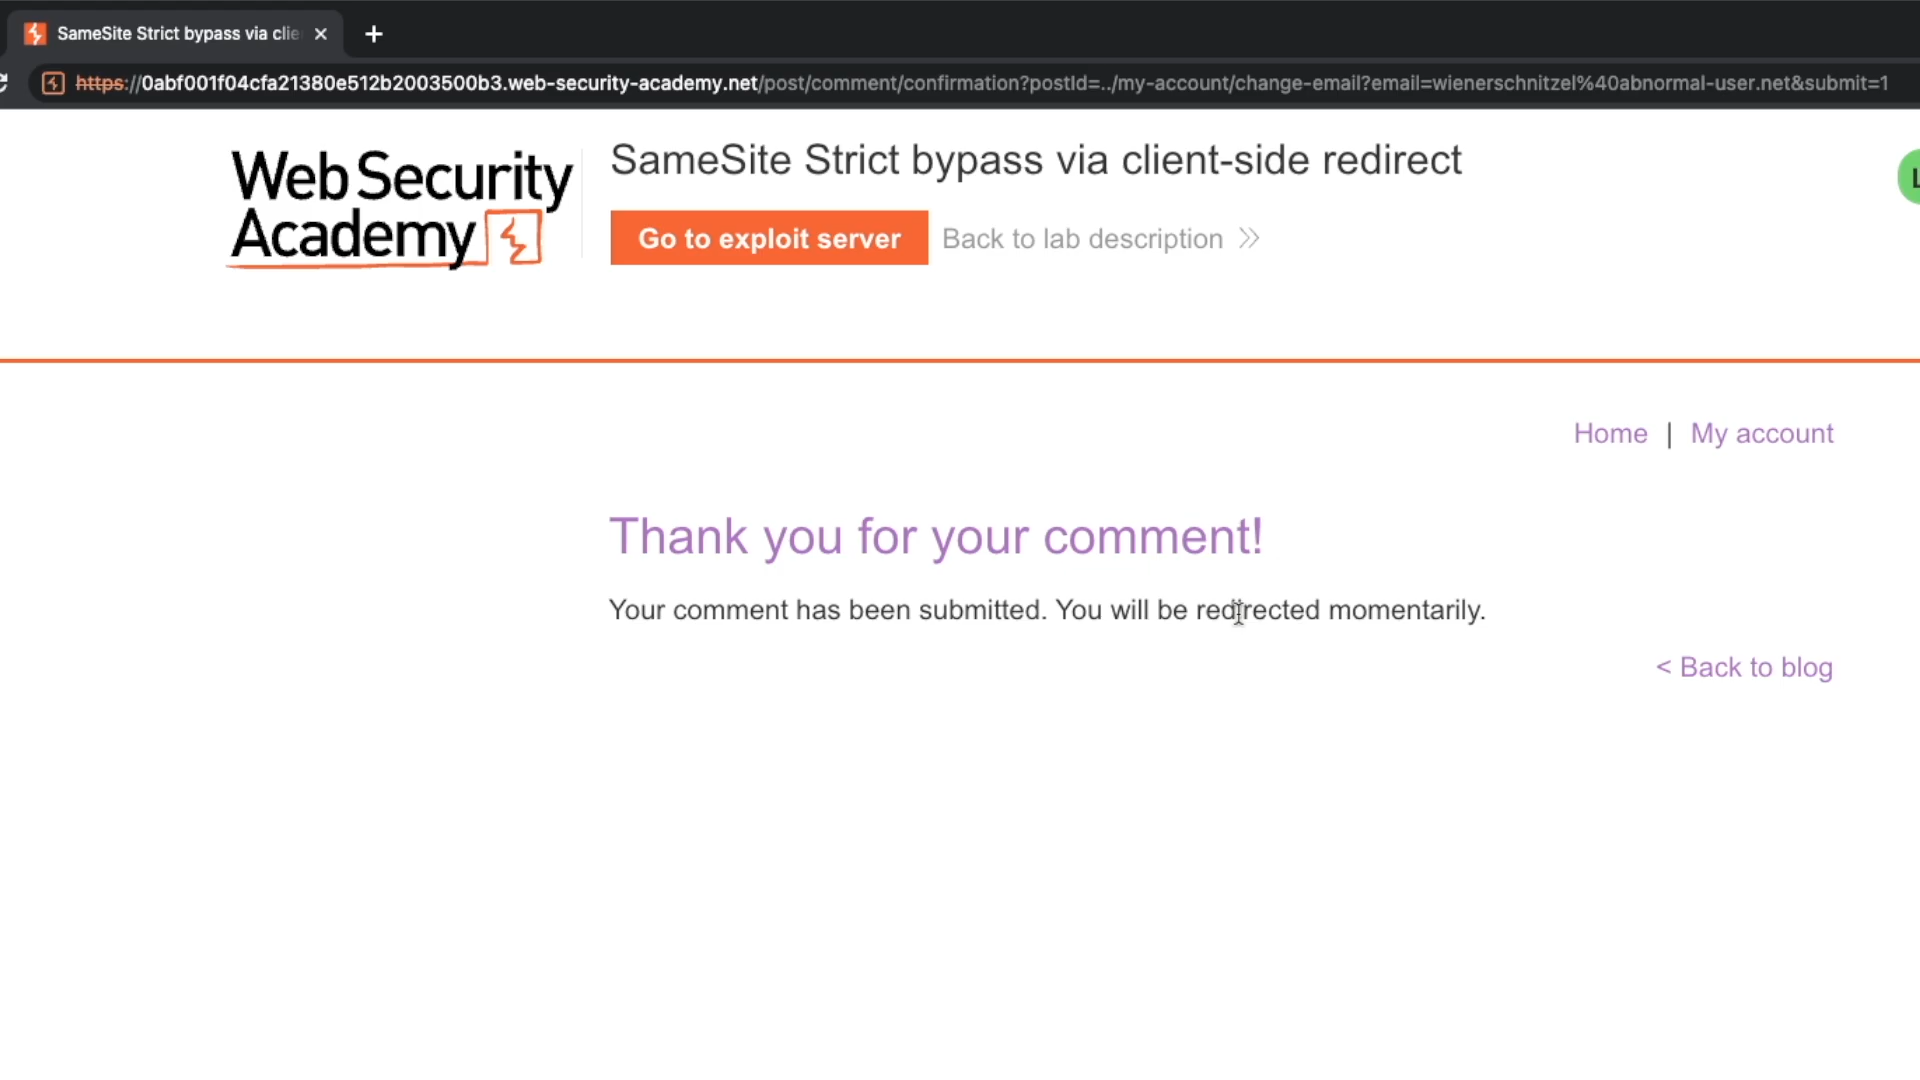 SameSite Strict bypass via clie
https://0abf001f04cfa21380e512b2003500b3.web-security-academy.net/post/comment/confirmation?postId=../my-account/change-email?email=wienerschnitzel%40abnormal-user.net&submit=1
Web Security
Academy
SameSite Strict bypass via client-side redirect
Go to exploit server
Back to lab description
Home | My account
Thank you for your comment!
Your comment has been submitted. You will be redirected momentarily.
< Back to blog